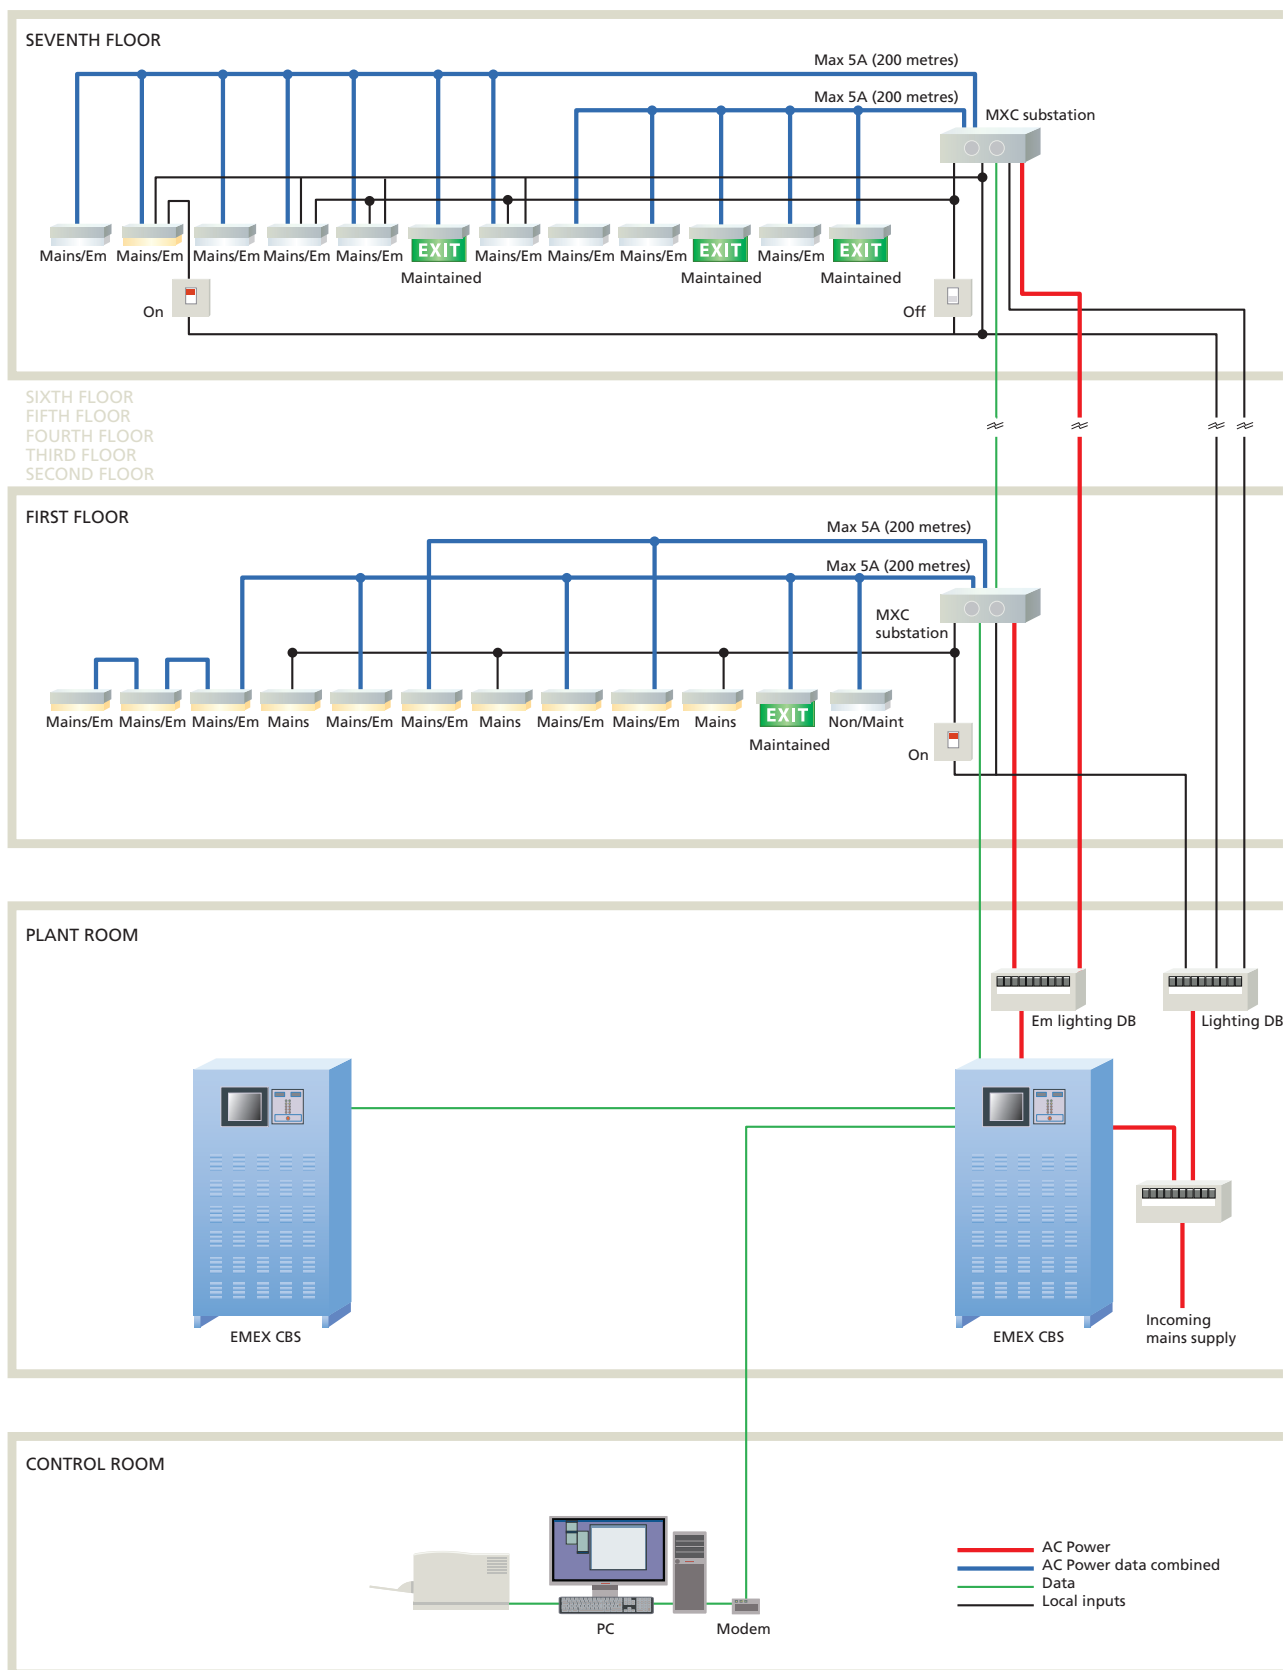 SEVENTH FLOOR
Max 5A (200 metres)
Max 5A (200 metres)
MXC substation
Mains/Em Mains/Em Mains/Em Mains/Em Mains/Em EXIT Mains/Em Mains/Em Mains/Em EXIT Mains/Em EXIT
Maintained Maintained Maintained
On Off
SIXTH FLOOR
FIFTH FLOOR
FOURTH FLOOR
THIRD FLOOR
SECOND FLOOR
FIRST FLOOR
Max 5A (200 metres)
Max 5A (200 metres)
MXC
substation
Mains/Em Mains/Em Mains/Em Mains Mains/Em Mains/Em Mains Mains/Em Mains/Em Mains EXIT Non/Maint
Maintained
On
PLANT ROOM
Em lighting DB Lighting DB
EMEX CBS EMEX CBS
Incoming
mains supply
CONTROL ROOM
PC Modem
AC Power
AC Power data combined
Data
Local inputs